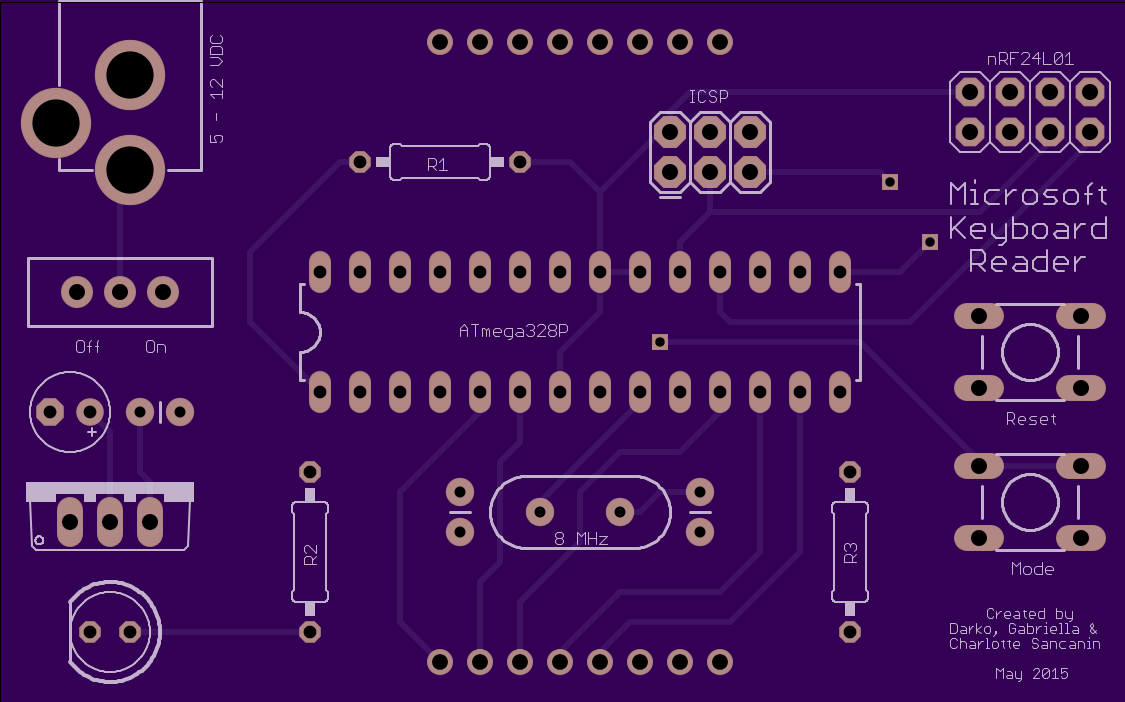 5 - 12 VDC
nRF24L01
ICSP
R1
Microsoft
Keyboard
Reader
ATmega328P
Off On
+
Reset
8 MHz
R2
R3
Mode
Created by
Darko, Gabriella &
Charlotte Sancanin
May 2015